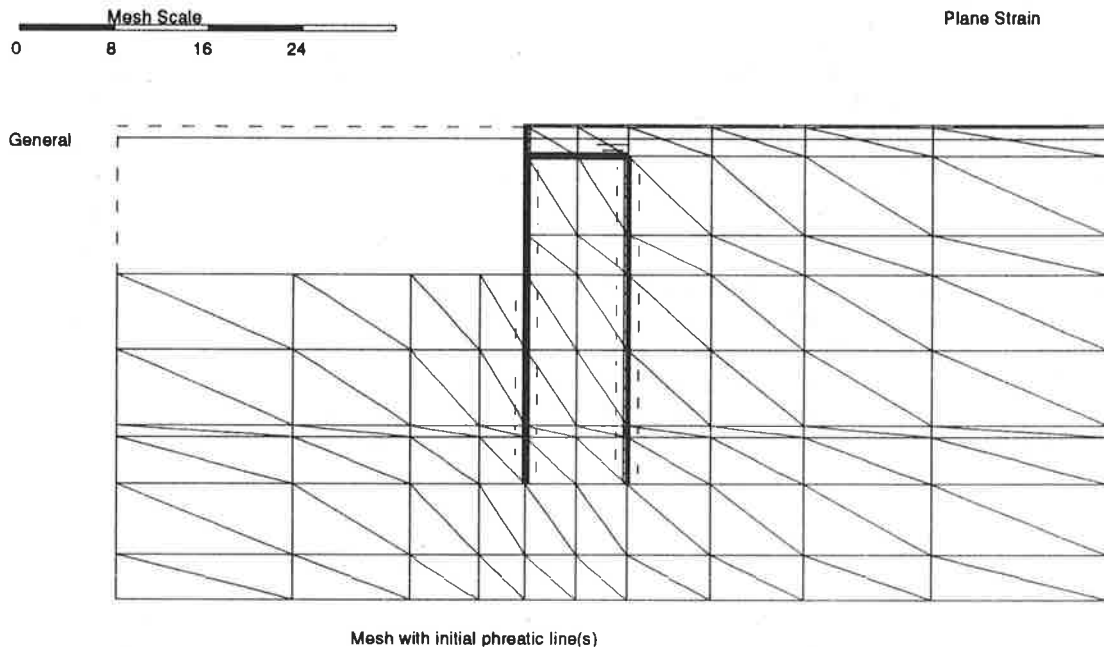 Mesh Scale
Plane Strain
0 8 16 24
General
Mesh with initial phreatic line(s)